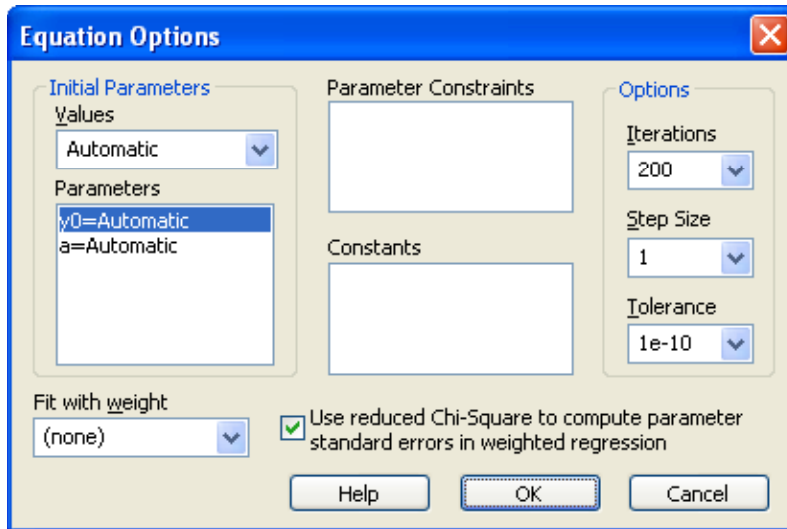 Equation Options
Initial Parameters
Values
Automatic
Parameters
y0=Automatic
a=Automatic
Parameter Constraints
Constants
Options
Iterations
200
Step Size
1
Tolerance
1e-10
Fit with weight
(none)
Use reduced Chi-Square to compute parameter
standard errors in weighted regression
Help
OK
Cancel